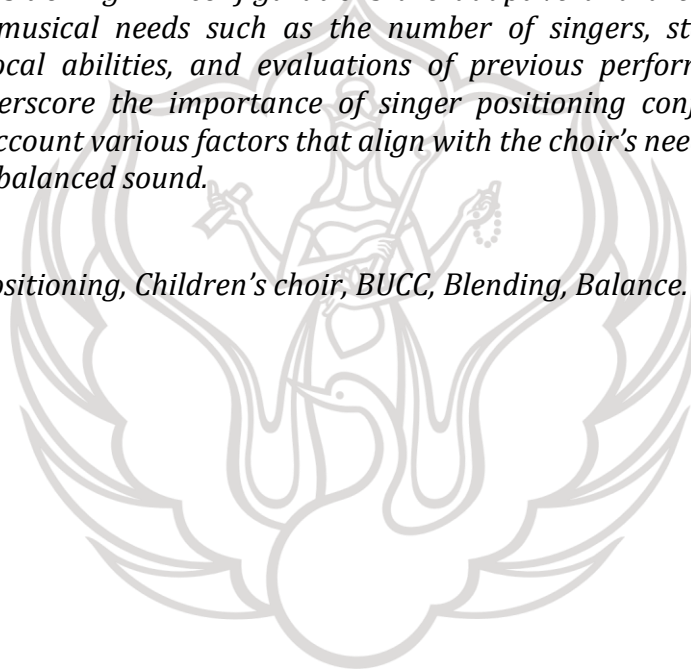 musical needs such as the number of singers, st
ocal abilities, and evaluations of previous perform
erscore the importance of singer positioning conf
ccount various factors that align with the choir’s nee
balanced sound.
ositioning, Children’s choir, BUCC, Blending, Balance.